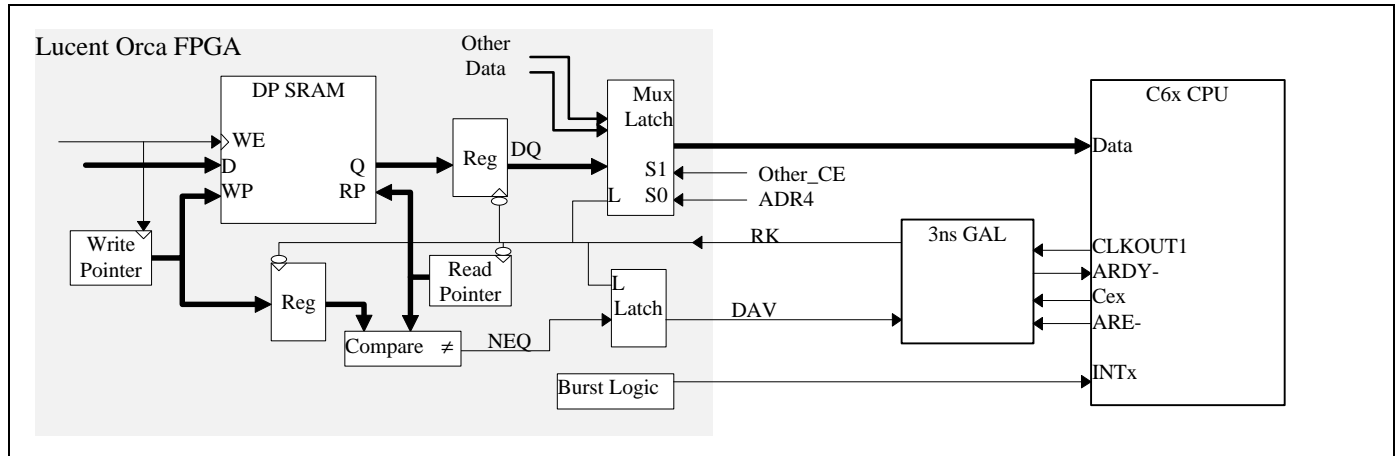 Lucent Orca FPGA
Other
Data
DP SRAM
WE
D
WP
Q
RP
Reg
DQ
Mux
Latch
S1
S0
L
Other_CE
ADR4
C6x CPU
Data
CLKOUT1
ARDY-
Cex
ARE-
INTx
3ns GAL
RK
Write
Pointer
Reg
Read
Pointer
L
Latch
DAV
Compare ≠
NEQ
Burst Logic